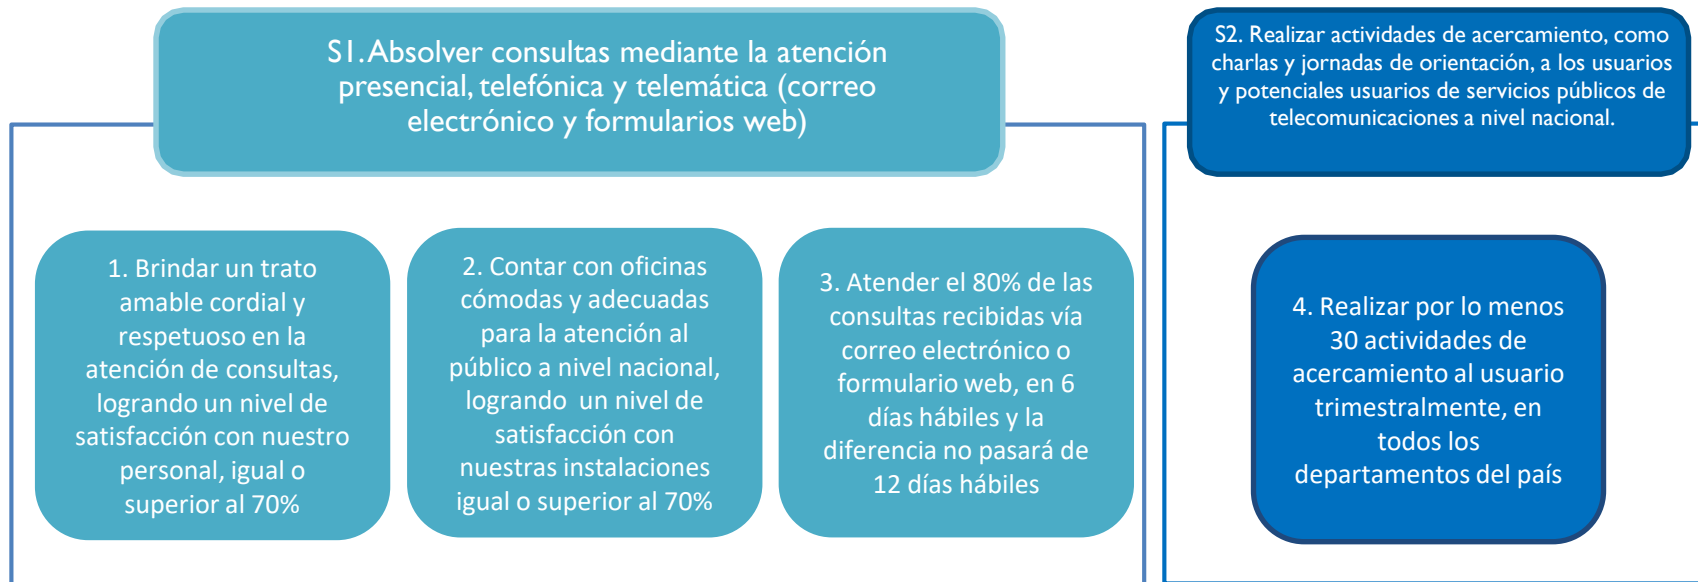 S1. Absolver consultas mediante la atención
presencial, telefónica y telemática (correo
electrónico y formularios web)
S2. Realizar actividades de acercamiento, como
charlas y jornadas de orientación, a los usuarios
y potenciales usuarios de servicios públicos de
telecomunicaciones a nivel nacional.
1. Brindar un trato
amable cordial y
respetuoso en la
atención de consultas,
logrando un nivel de
satisfacción con nuestro
personal, igual o
superior al 70%
2. Contar con oficinas
cómodas y adecuadas
para la atención al
público a nivel nacional,
logrando un nivel de
satisfacción con
nuestras instalaciones
igual o superior al 70%
3. Atender el 80% de las
consultas recibidas vía
correo electrónico o
formulario web, en 6
días hábiles y la
diferencia no pasará de
12 días hábiles
4. Realizar por lo menos
30 actividades de
acercamiento al usuario
trimestralmente, en
todos los
departamentos del país